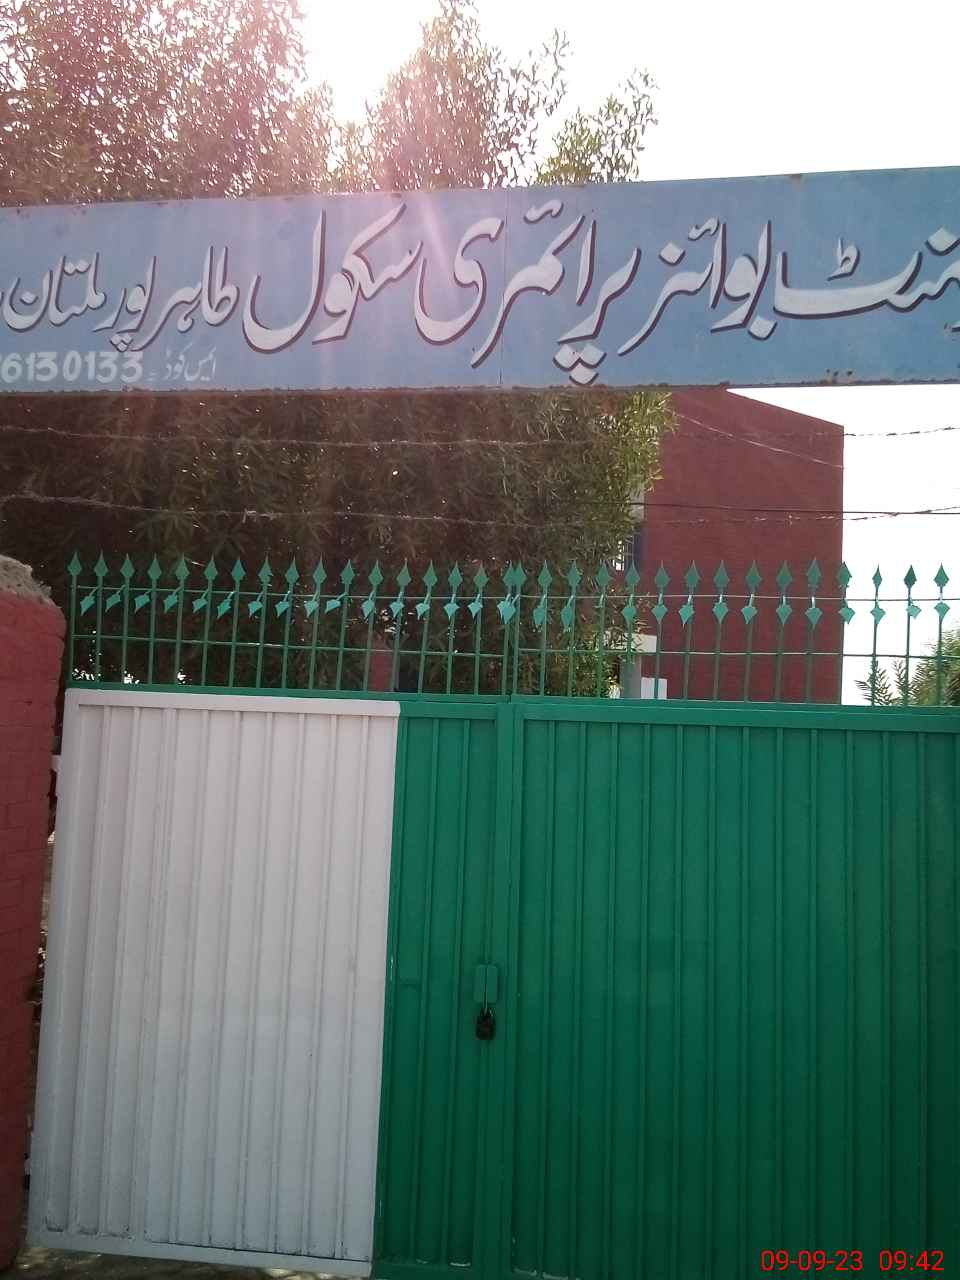 بوائز پرائمری سکول طاہر پور ملتان
ایس کوڈ۔ 6130133
09-09-23 09:42